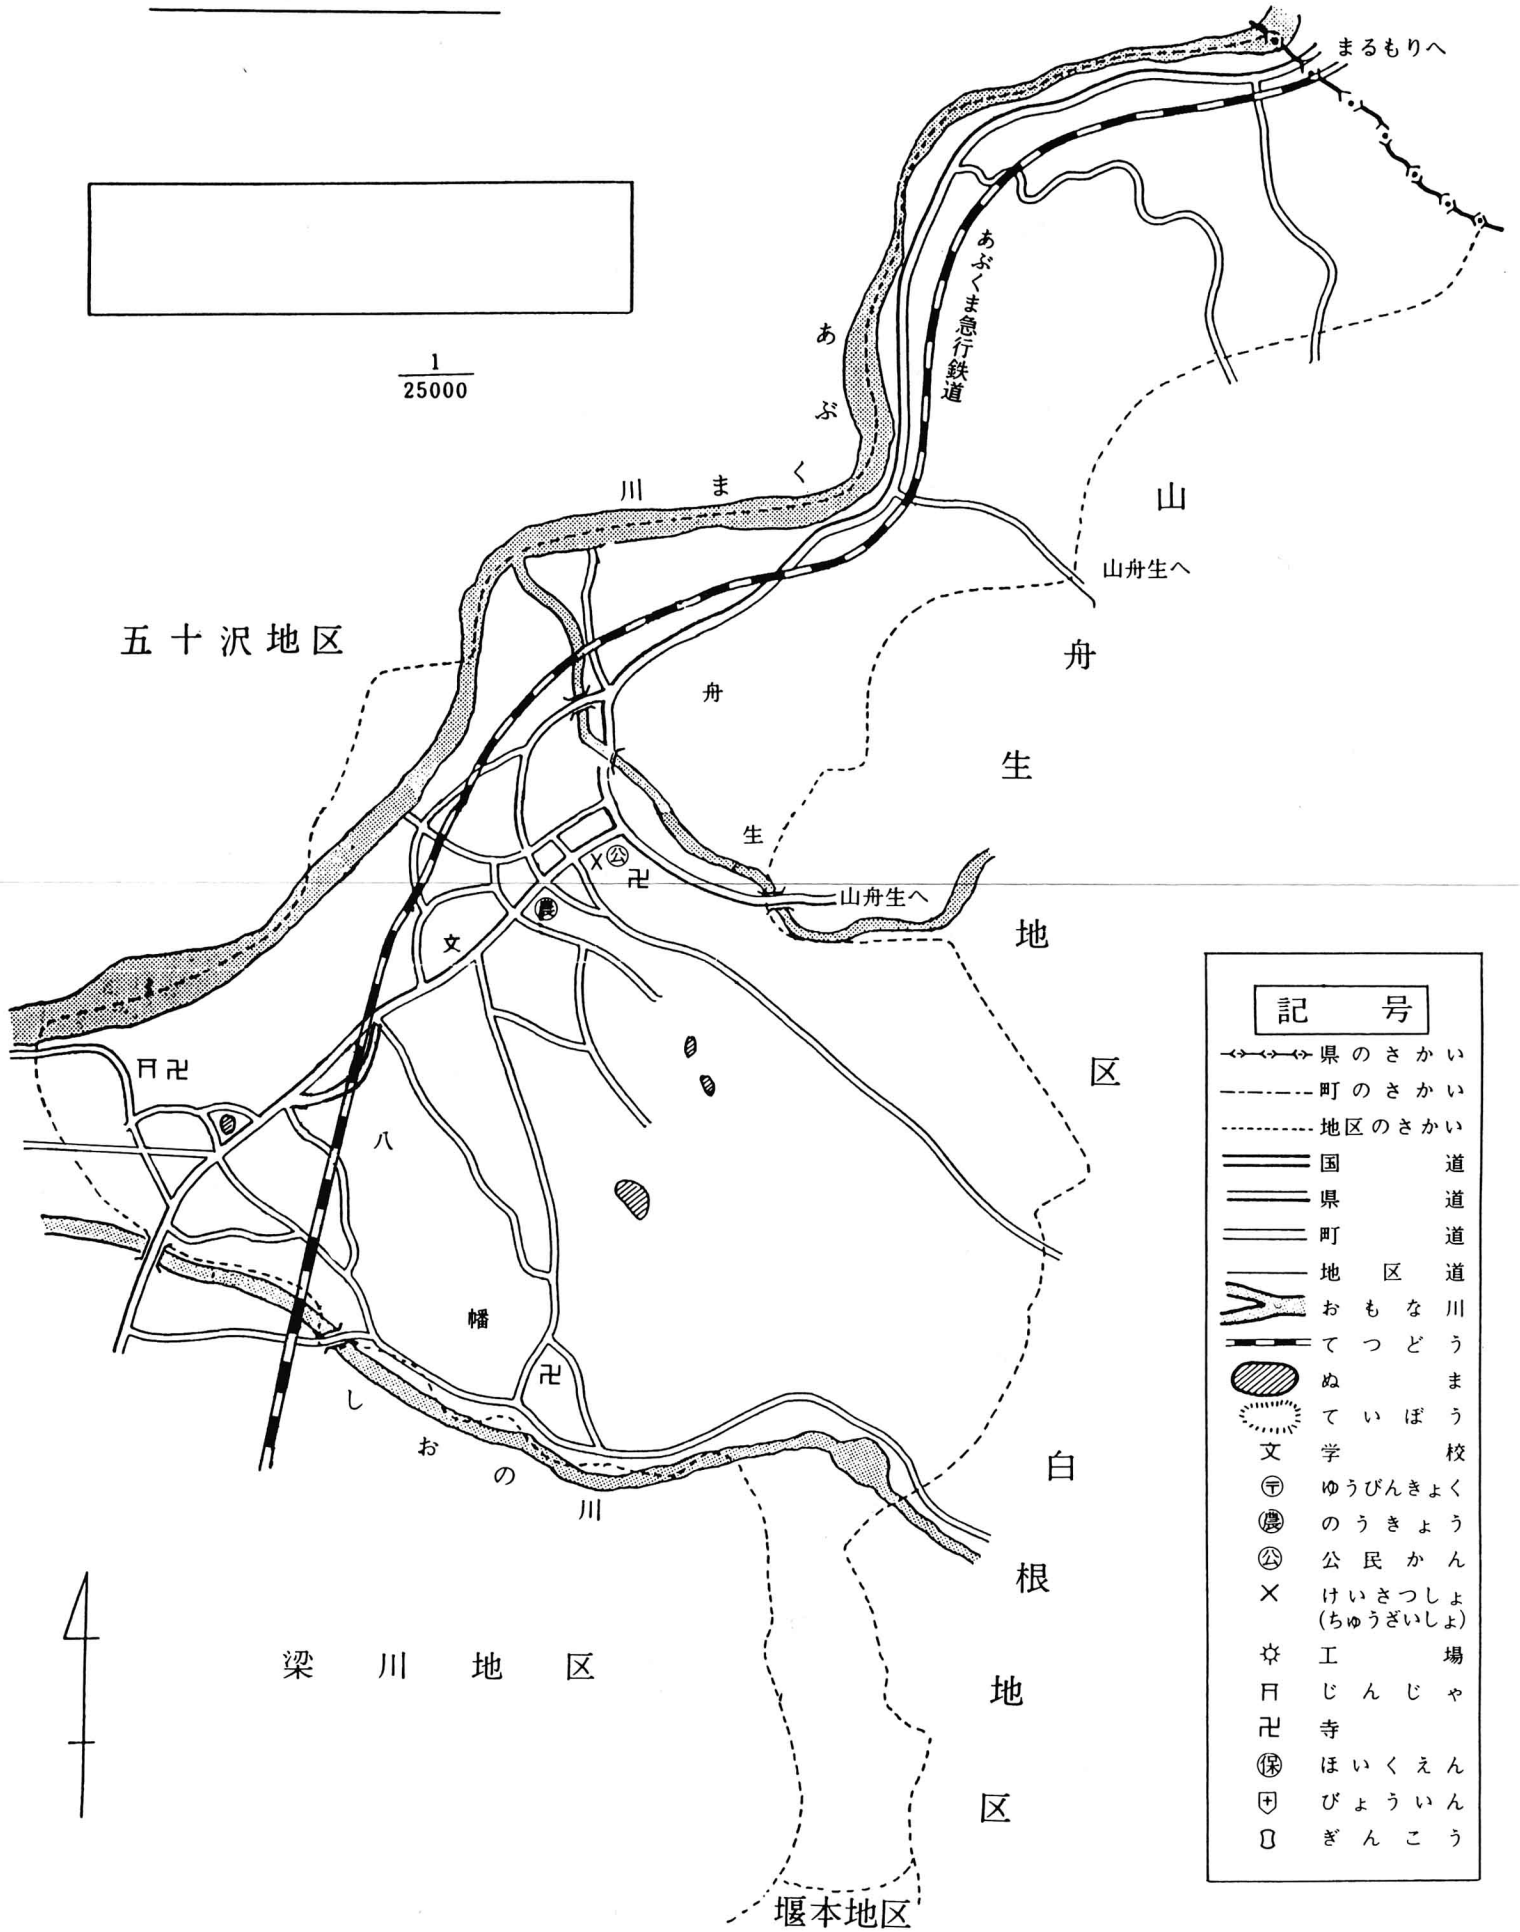 まるもりへ
あぶくま急行鉄道
1
25000
あぶくま川
山舟生地区
山舟生へ
五十沢地区
舟生
山舟生へ
公
農
文
八幡
しおの川
白根地区
梁川地区
堰本地区
記号
県のさかい
町のさかい
地区のさかい
国道
県道
町道
地区道
おもな川
てつどう
ぬま
ていぼう
文 学校
〒 ゆうびんきょく
農 のうきょう
公 公民かん
けいさつしょ
(ちゅうざいしょ)
工場
じんじゃ
卍 寺
保 ほいくえん
びょういん
ぎんこう